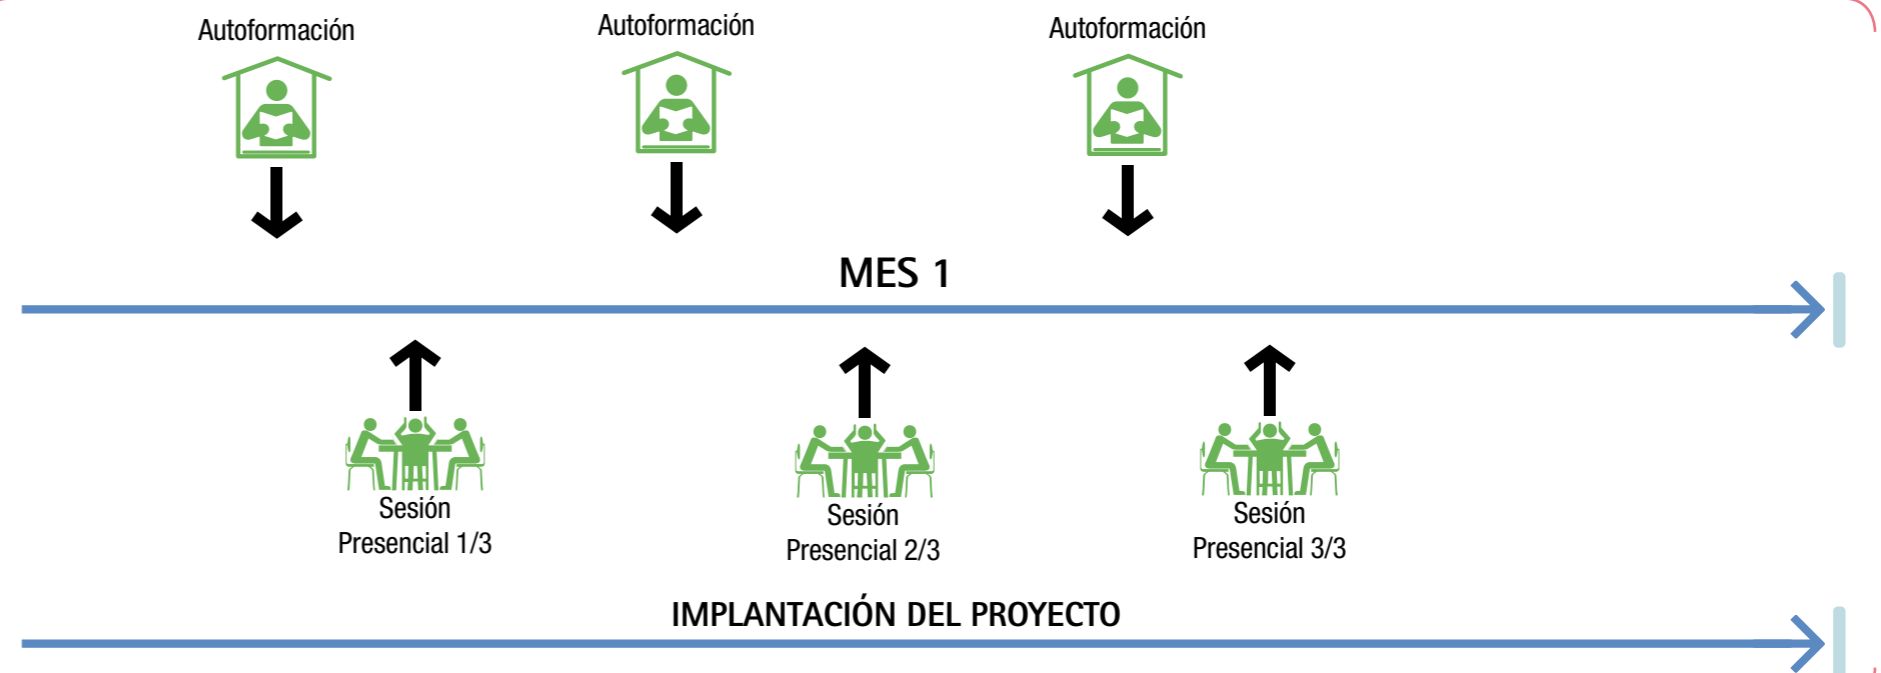 Autoformación
Autoformación
Autoformación
MES 1
Sesión
Presencial 1/3
Sesión
Presencial 2/3
Sesión
Presencial 3/3
IMPLANTACIÓN DEL PROYECTO